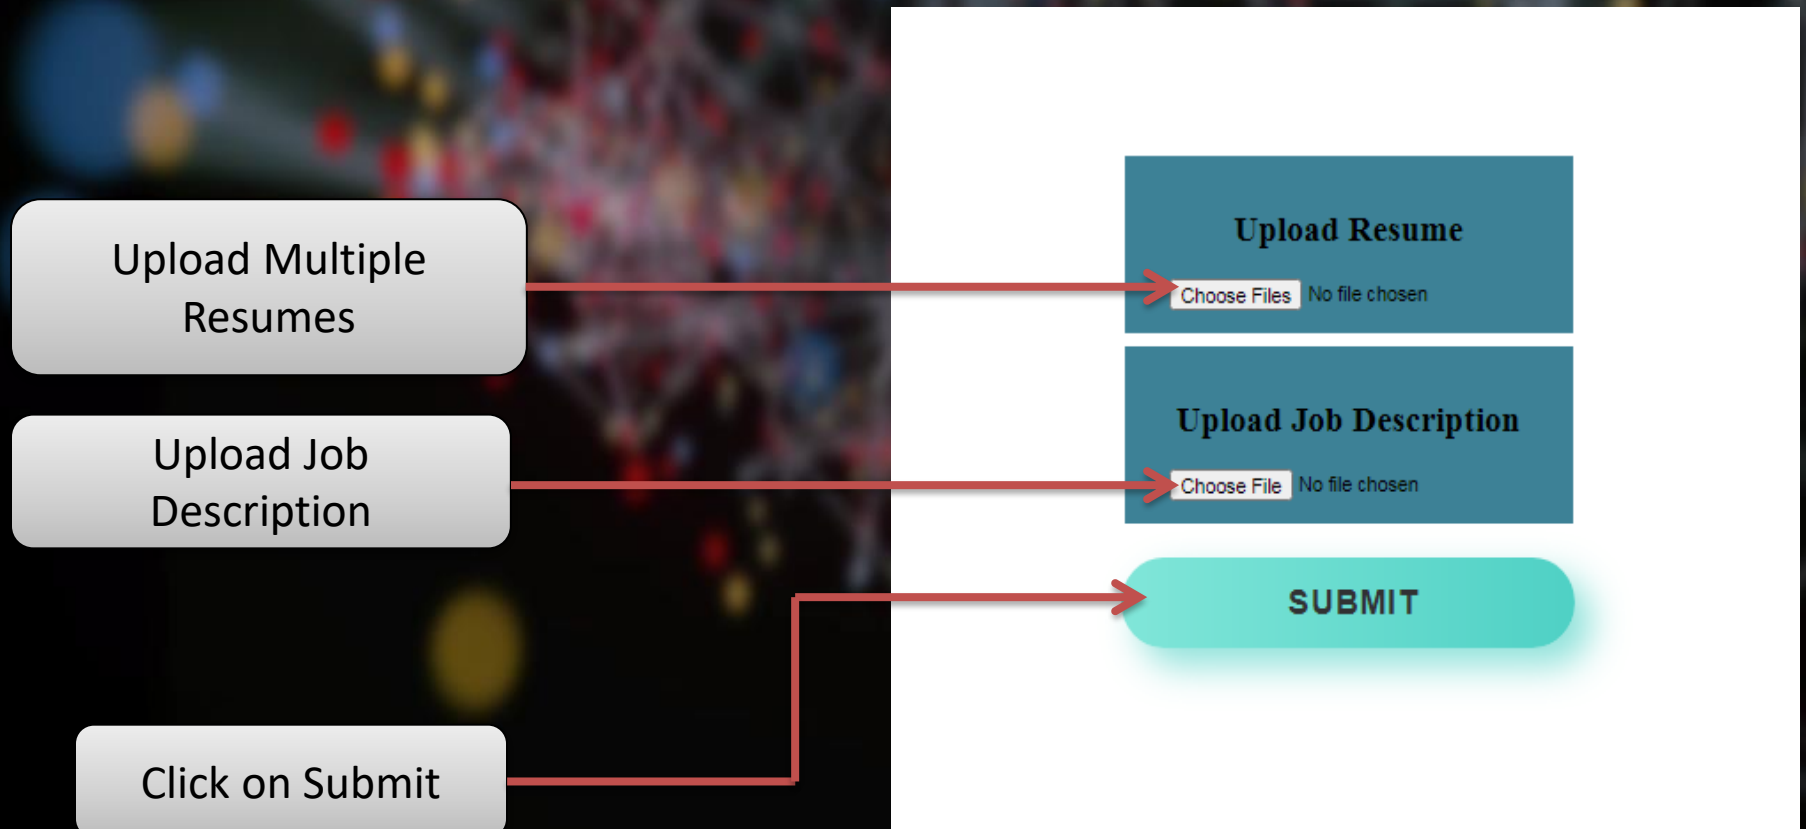 Upload Multiple
Resumes
Upload Job
Description
Click on Submit
Upload Resume
Choose Files No file chosen
Upload Job Description
Choose File No file chosen
SUBMIT